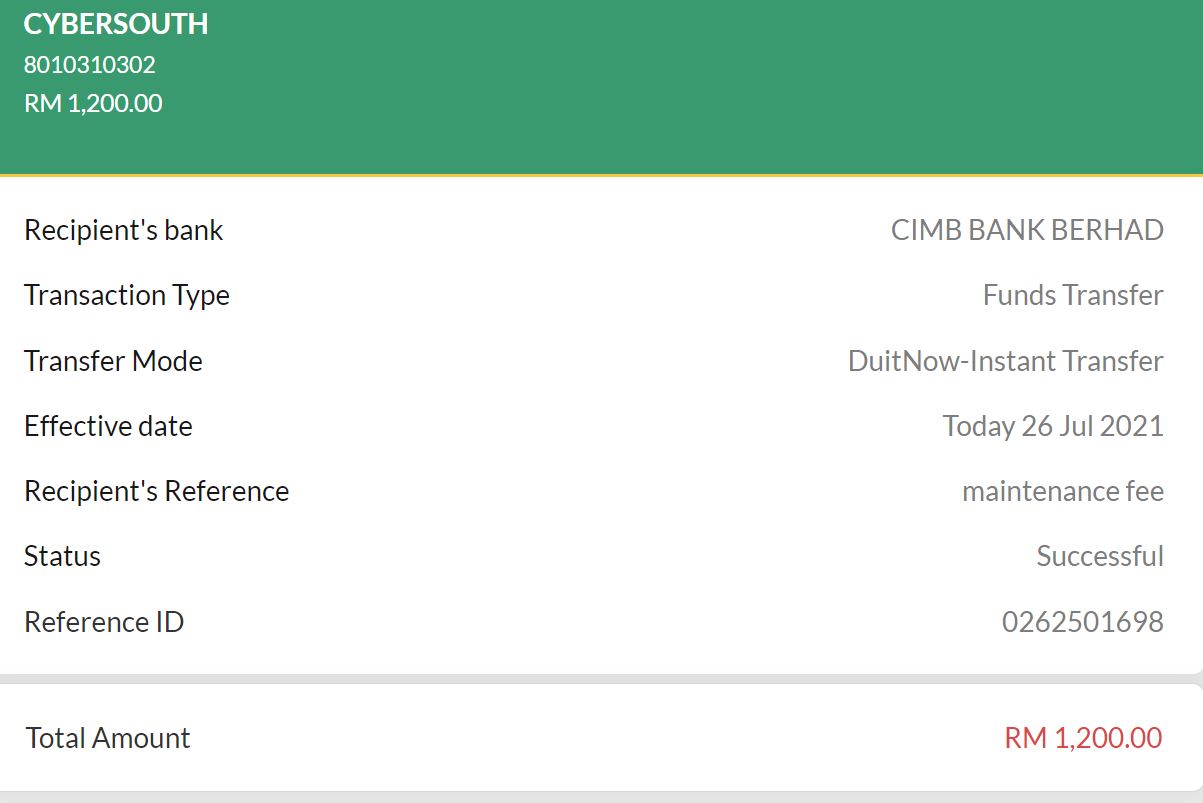 CYBERSOUTH
8010310302
RM 1,200.00
Recipient's bank CIMB BANK BERHAD
Transaction Type Funds Transfer
Transfer Mode DuitNow-Instant Transfer
Effective date Today 26 Jul 2021
Recipient's Reference maintenance fee
Status Successful
Reference ID 0262501698
Total Amount RM 1,200.00